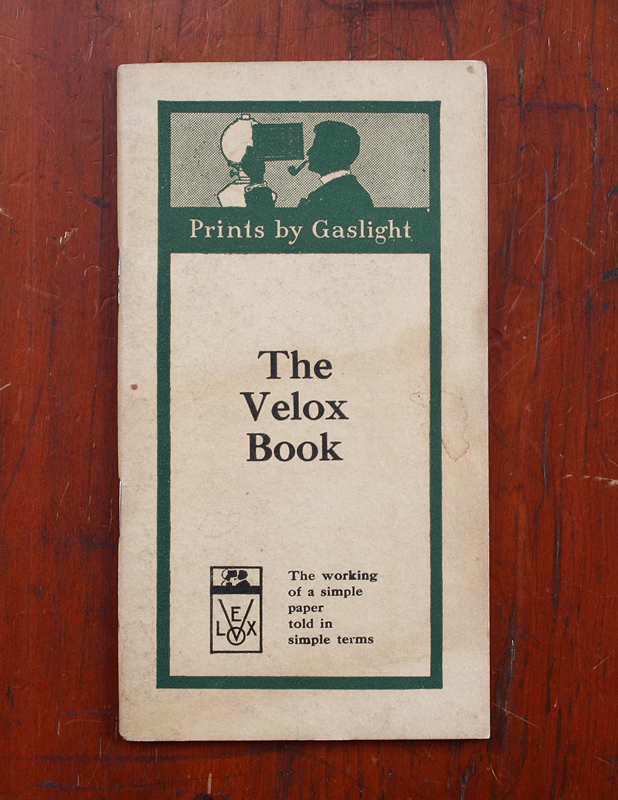 Prints by Gaslight
The
Velox
Book
VELOX
The working
of a simple
paper
told in
simple terms